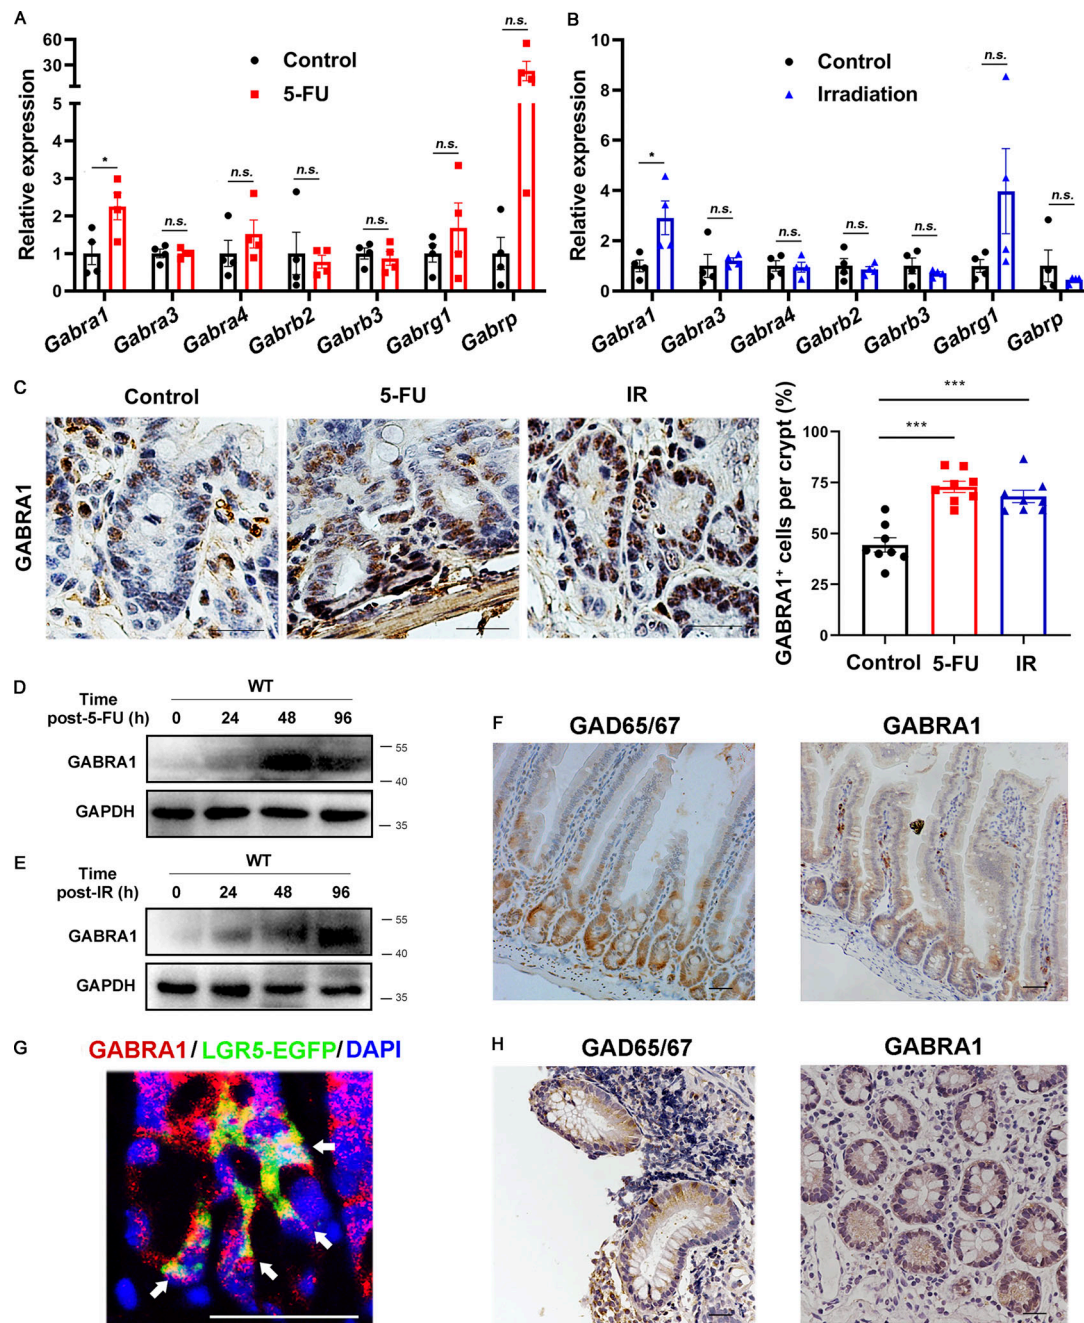 A
Relative expression
60
30
6
5
4
3
2
1
0
Control
5-FU
*
n.s.
n.s.
n.s.
n.s.
n.s.
n.s.
Gabra1
Gabra3
Gabra4
Gabrb2
Gabrb3
Gabrg1
Gabrp
B
Relative expression
10
8
6
4
2
0
Control
Irradiation
*
n.s.
n.s.
n.s.
n.s.
n.s.
n.s.
Gabra1
Gabra3
Gabra4
Gabrb2
Gabrb3
Gabrg1
Gabrp
C
Control
5-FU
IR
GABRA1
GABRA1+ cells per crypt (%)
100
75
50
25
0
***
***
Control
5-FU
IR
D
WT
Time
post-5-FU (h)
0 24 48 96
GABRA1
55
40
GAPDH
35
E
WT
Time
post-IR (h)
0 24 48 96
GABRA1
55
40
GAPDH
35
F
GAD65/67
GABRA1
G
GABRA1/LGR5-EGFP/DAPI
H
GAD65/67
GABRA1